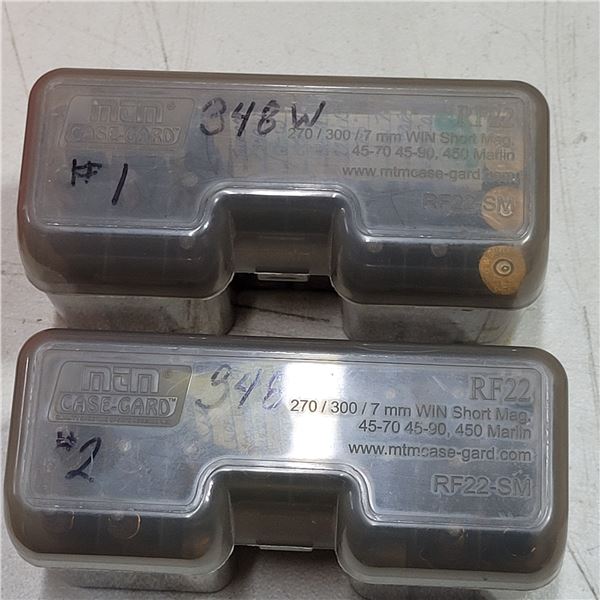 mtm®
CASE-GARD™
348W
RF22
270 / 300 / 7 mm WIN Short Mag.
45-70 45-90, 450 Marlin
www.mtmcase-gard.com
RF22-SM
#1
mtm
CASE-GARD™
348
RF22
270 / 300 / 7 mm WIN Short Mag.
45-70 45-90, 450 Marlin
www.mtmcase-gard.com
RF22-SM
#2